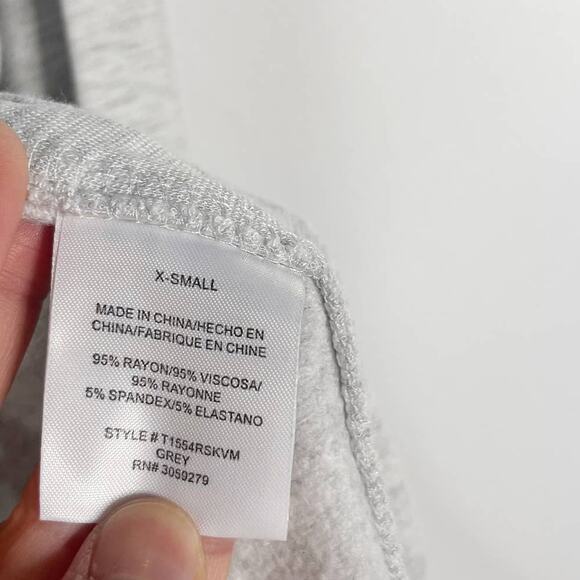 X-SMALL
MADE IN CHINA/HECHO EN
CHINA/FABRIQUE EN CHINE
95% RAYON/95% VISCOSA/
95% RAYONNE
5% SPANDEX/5% ELASTANO
STYLE # T1554RSKVM
GREY
RN# 3059279